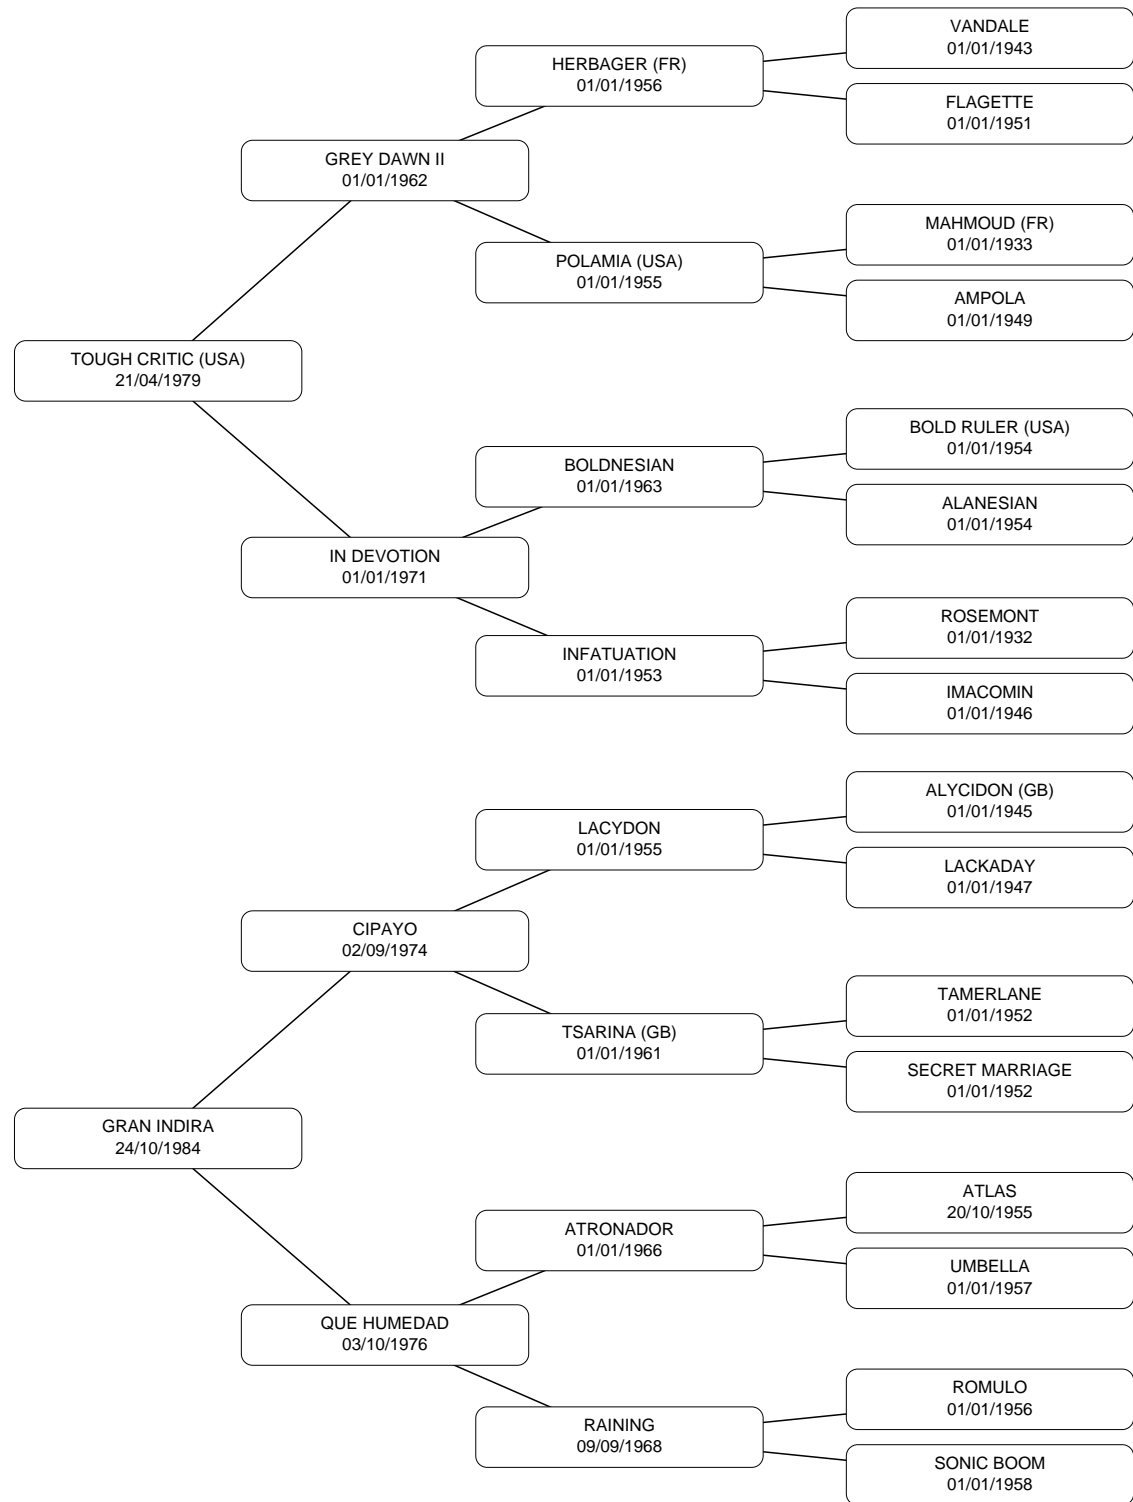 VANDALE
01/01/1943
HERBAGER (FR)
01/01/1956
FLAGETTE
01/01/1951
GREY DAWN II
01/01/1962
MAHMOUD (FR)
01/01/1933
POLAMIA (USA)
01/01/1955
AMPOLA
01/01/1949
TOUGH CRITIC (USA)
21/04/1979
BOLD RULER (USA)
01/01/1954
BOLDNESIAN
01/01/1963
ALANESIAN
01/01/1954
IN DEVOTION
01/01/1971
ROSEMONT
01/01/1932
INFATUATION
01/01/1953
IMACOMIN
01/01/1946
ALYCIDON (GB)
01/01/1945
LACYDON
01/01/1955
LACKADAY
01/01/1947
CIPAYO
02/09/1974
TAMERLANE
01/01/1952
TSARINA (GB)
01/01/1961
SECRET MARRIAGE
01/01/1952
GRAN INDIRA
24/10/1984
ATLAS
20/10/1955
ATRONADOR
01/01/1966
UMBELLA
01/01/1957
QUE HUMEDAD
03/10/1976
ROMULO
01/01/1956
RAINING
09/09/1968
SONIC BOOM
01/01/1958